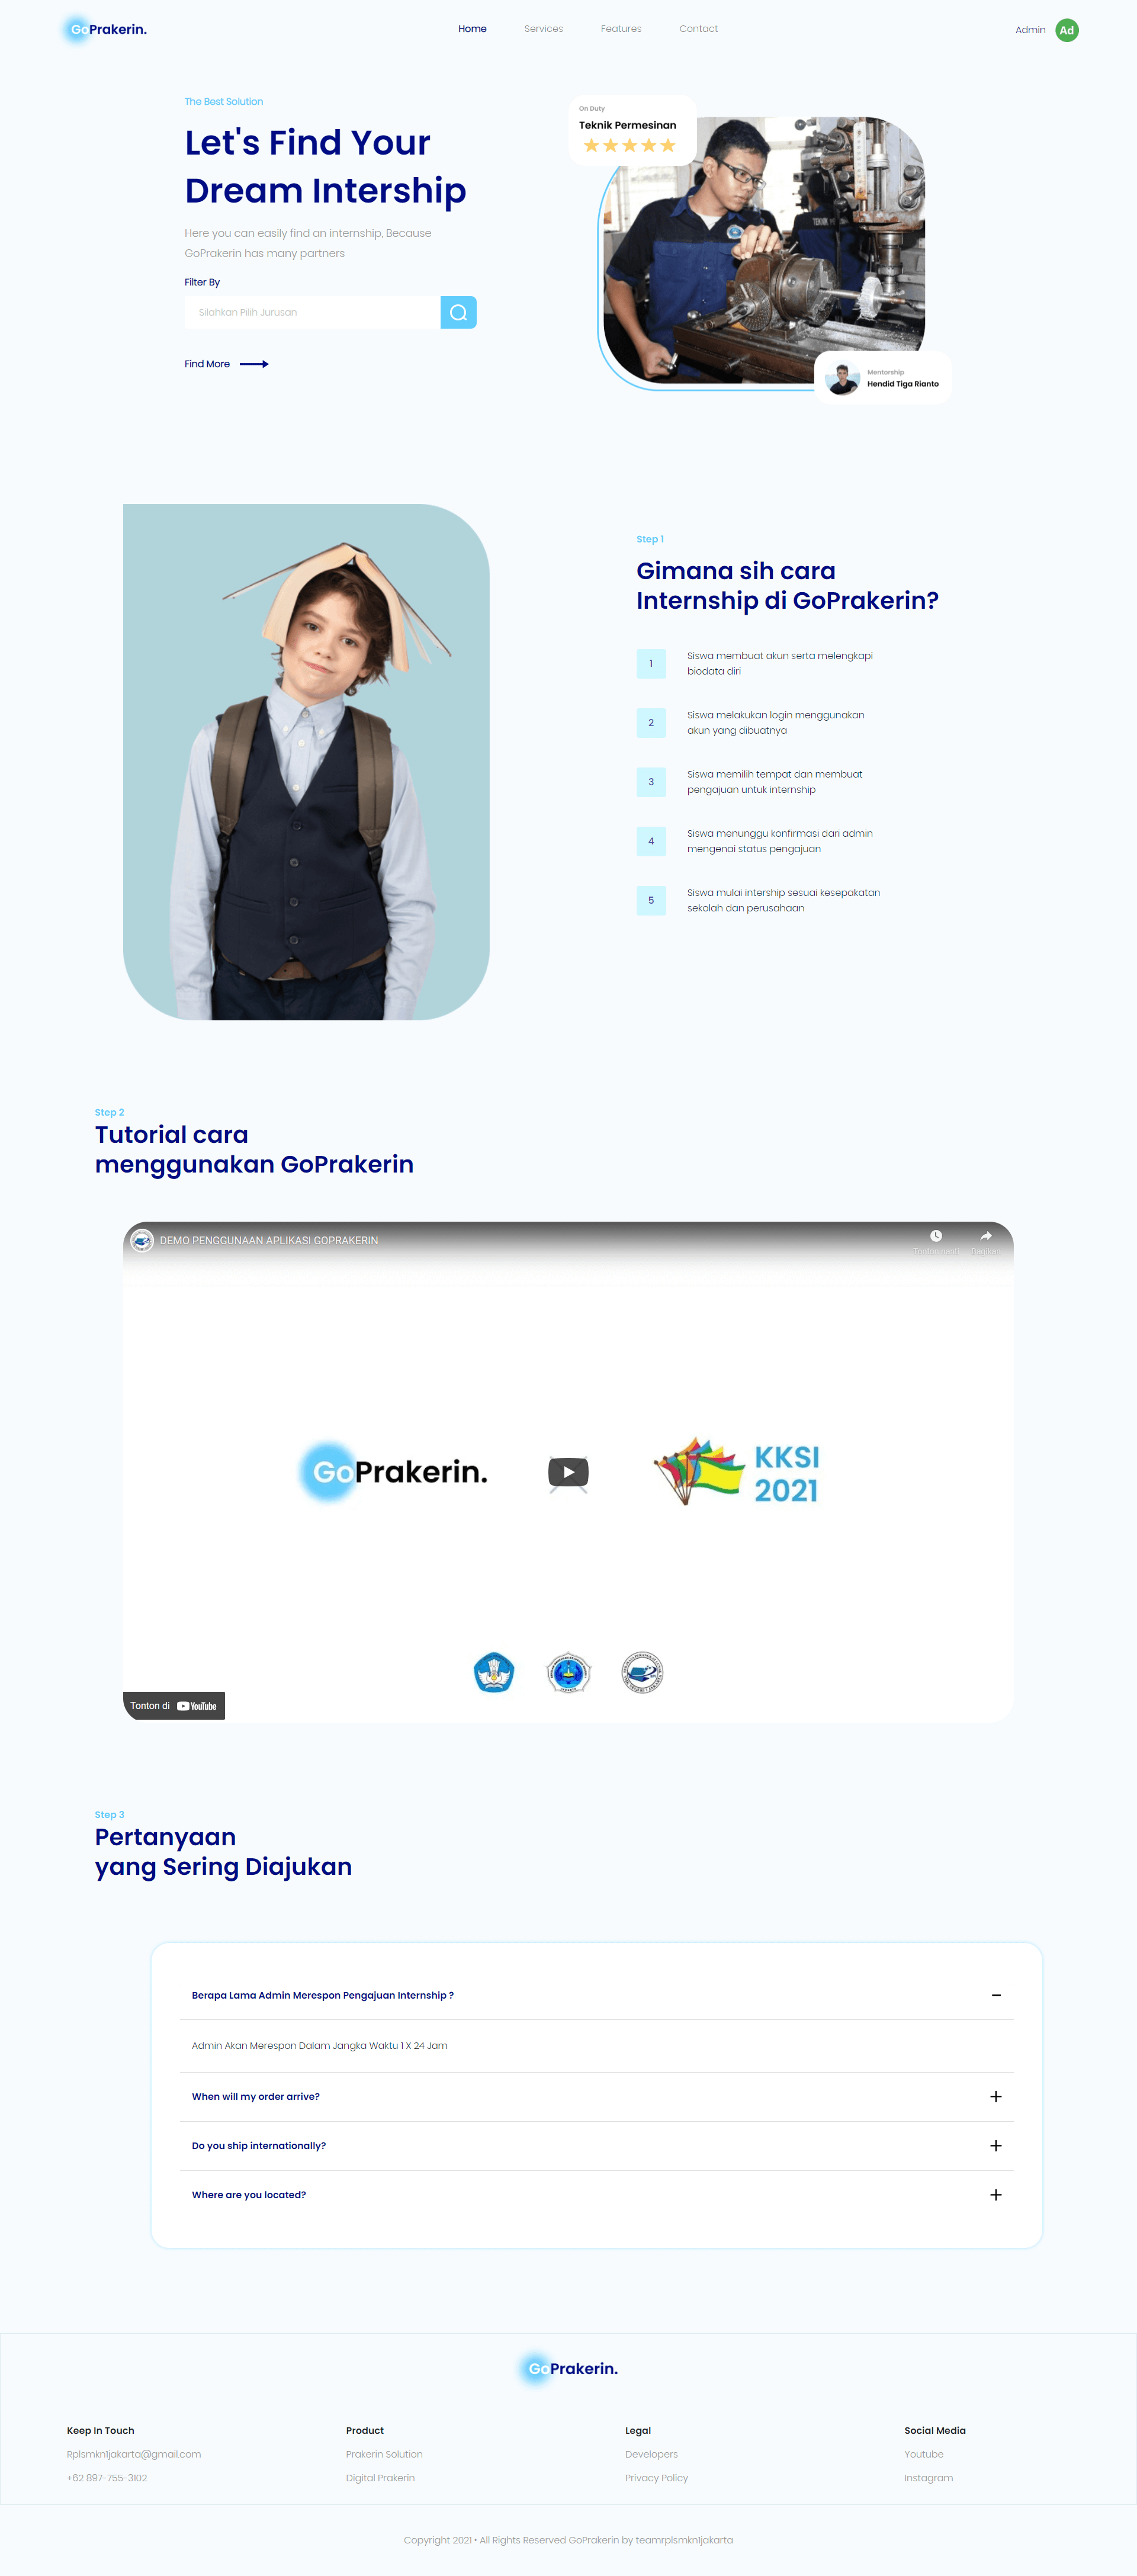 GoPrakerin.
Home
Services
Features
Contact
Admin
Ad
The Best Solution
Let's Find Your
Dream Intership
Here you can easily find an internship, Because
GoPrakerin has many partners
Filter By
Silahkan Pilih Jurusan
Find More
On Duty
Teknik Permesinan
Mentorship
Hendid Tiga Rianto
Step 1
Gimana sih cara
Internship di GoPrakerin?
1
Siswa membuat akun serta melengkapi
biodata diri
2
Siswa melakukan login menggunakan
akun yang dibuatnya
3
Siswa memilih tempat dan membuat
pengajuan untuk internship
4
Siswa menunggu konfirmasi dari admin
mengenai status pengajuan
5
Siswa mulai intership sesuai kesepakatan
sekolah dan perusahaan
Step 2
Tutorial cara
menggunakan GoPrakerin
DEMO PENGGUNAAN APLIKASI GOPRAKERIN
Tonton nanti
Bagikan
GoPrakerin.
KKSI
2021
Tonton di YouTube
Step 3
Pertanyaan
yang Sering Diajukan
Berapa Lama Admin Merespon Pengajuan Internship ?
Admin Akan Merespon Dalam Jangka Waktu 1 X 24 Jam
When will my order arrive?
Do you ship internationally?
Where are you located?
GoPrakerin.
Keep In Touch
Rplsmkn1jakarta@gmail.com
+62 897-755-3102
Product
Prakerin Solution
Digital Prakerin
Legal
Developers
Privacy Policy
Social Media
Youtube
Instagram
Copyright 2021 • All Rights Reserved GoPrakerin by teamrplsmkn1jakarta